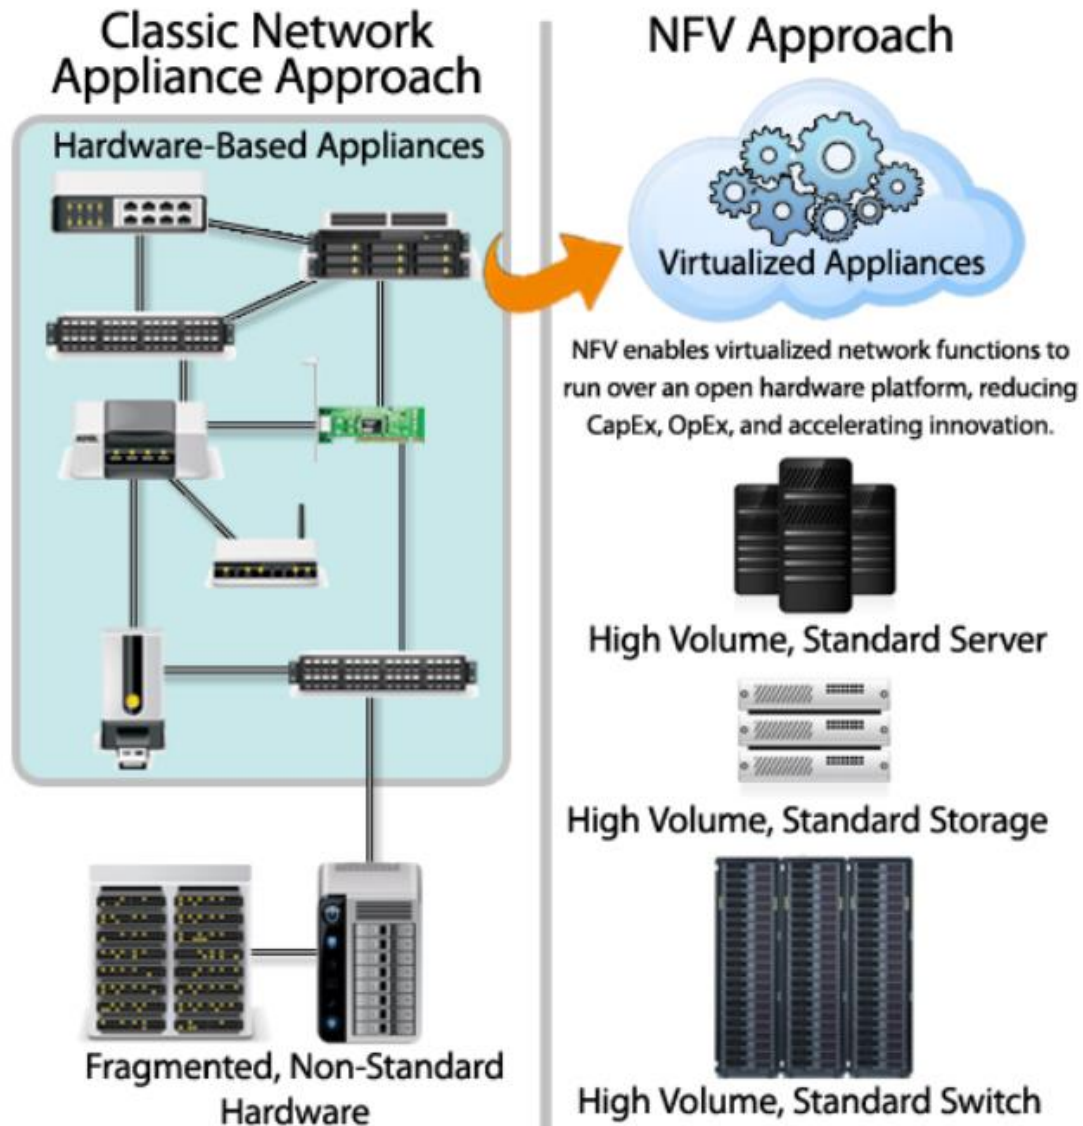 Classic Network
Appliance Approach
Hardware-Based Appliances
Fragmented, Non-Standard
Hardware
NFV Approach
Virtualized Appliances
NFV enables virtualized network functions to
run over an open hardware platform, reducing
CapEx, OpEx, and accelerating innovation.
High Volume, Standard Server
High Volume, Standard Storage
High Volume, Standard Switch